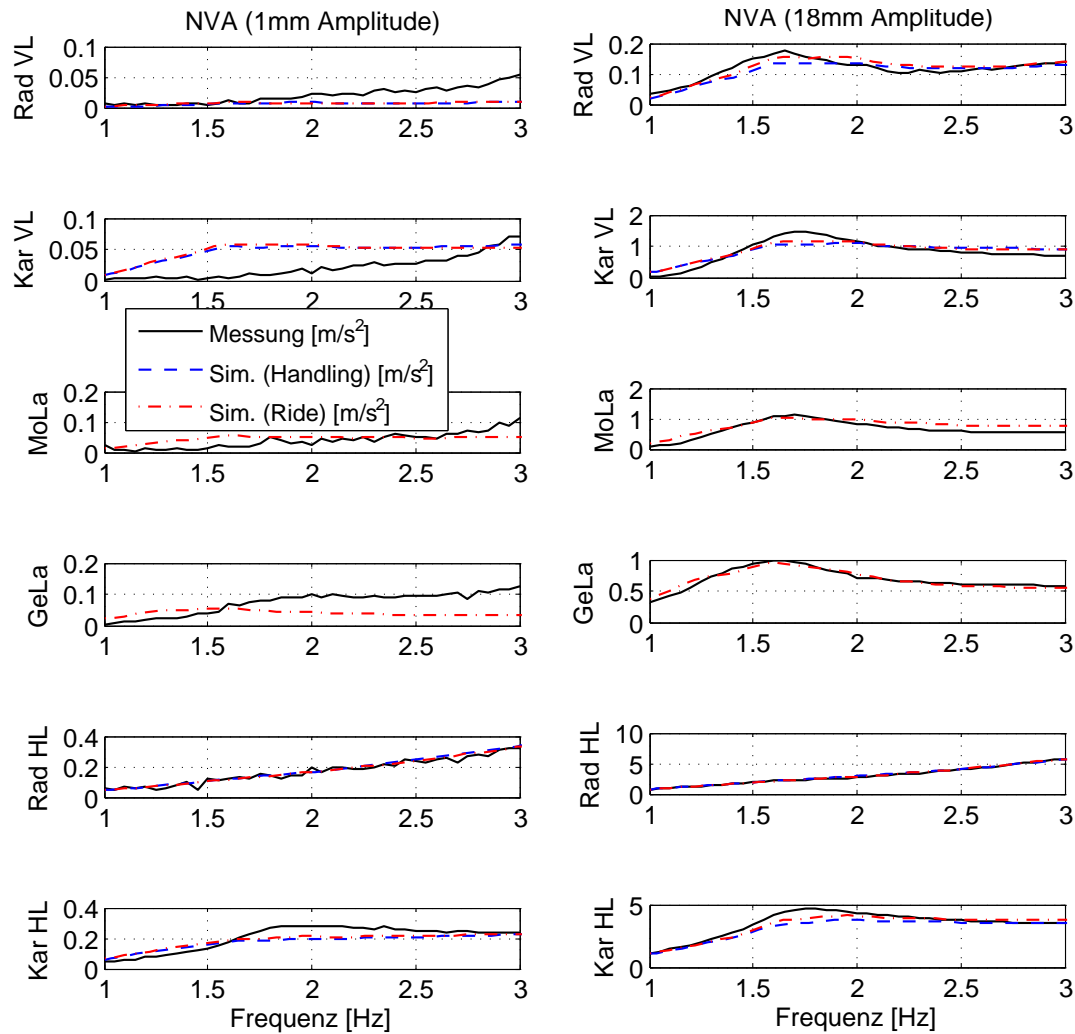 NVA (1mm Amplitude)
Rad VL
0.1
0.05
0
1 1.5 2 2.5 3
Kar VL
0.1
0.05
0
1 1.5 2 2.5 3
Messung [m/s²]
Sim. (Handling) [m/s²]
Sim. (Ride) [m/s²]
MoLa
0.2
0.1
0
1 1.5 2 2.5 3
GeLa
0.2
0.1
0
1 1.5 2 2.5 3
Rad HL
0.4
0.2
0
1 1.5 2 2.5 3
Kar HL
0.4
0.2
0
1 1.5 2 2.5 3
Frequenz [Hz]
NVA (18mm Amplitude)
Rad VL
0.2
0.1
0
1 1.5 2 2.5 3
Kar VL
2
1
0
1 1.5 2 2.5 3
MoLa
2
1
0
1 1.5 2 2.5 3
GeLa
1
0.5
0
1 1.5 2 2.5 3
Rad HL
10
5
0
1 1.5 2 2.5 3
Kar HL
5
0
1 1.5 2 2.5 3
Frequenz [Hz]